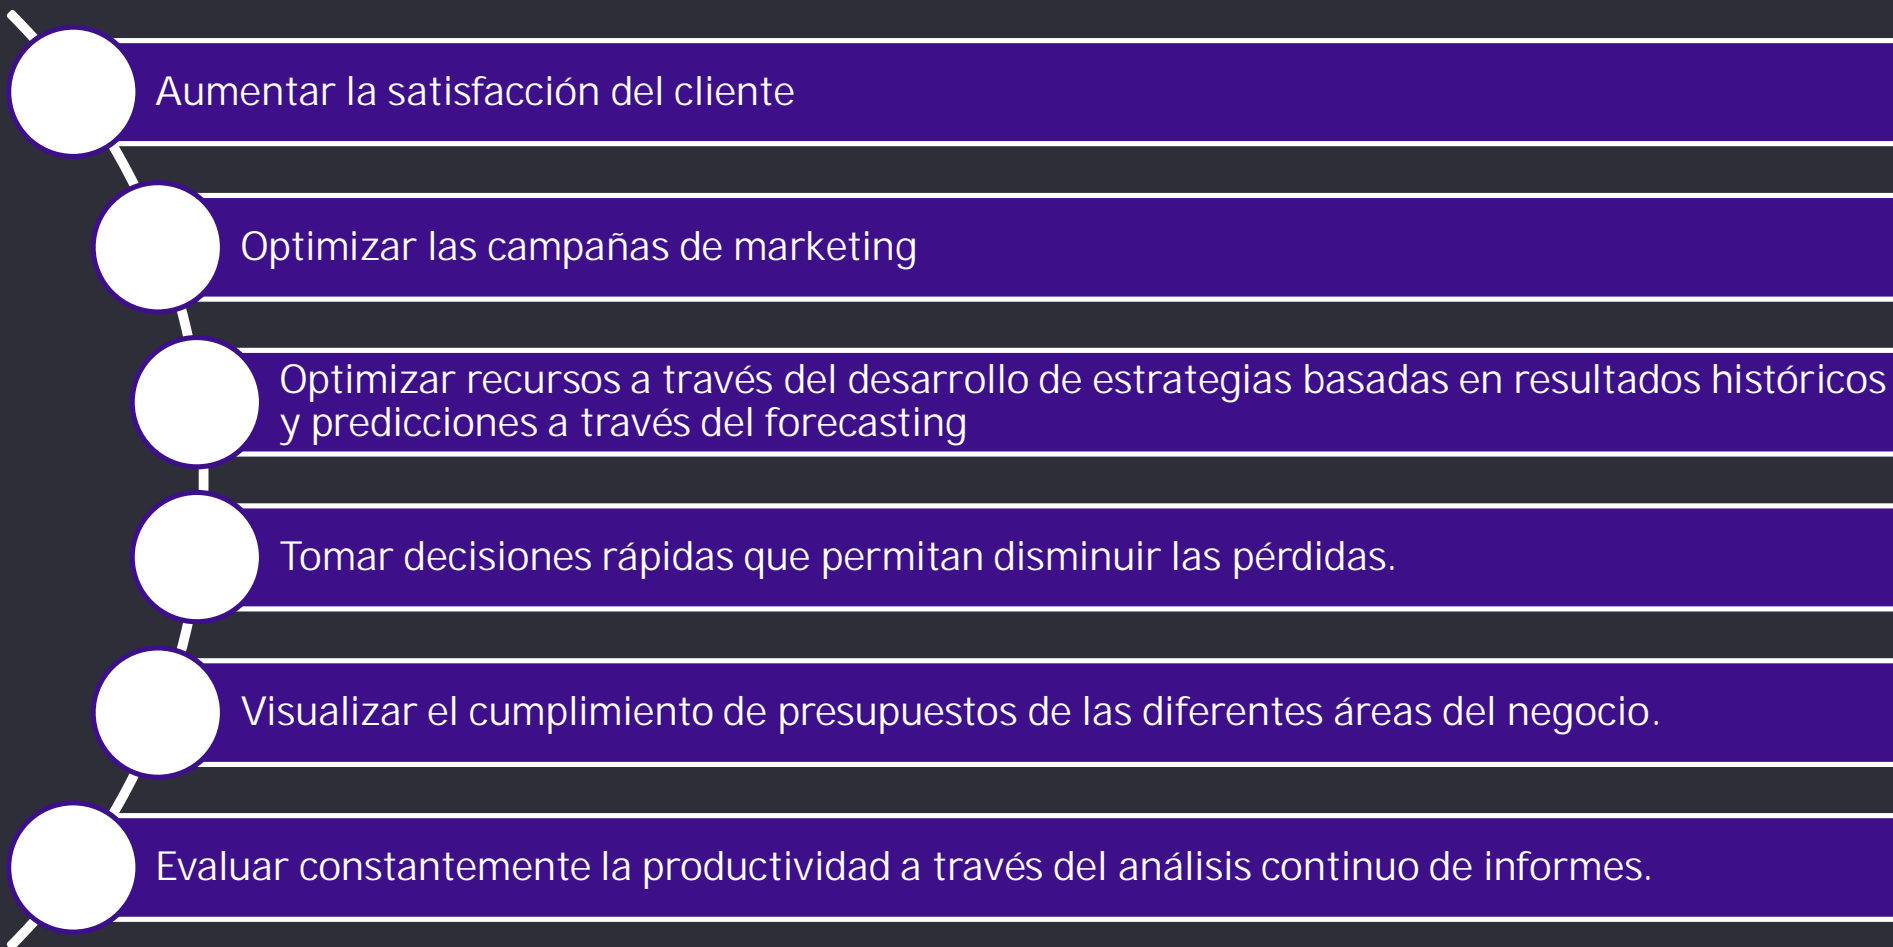 Aumentar la satisfacción del cliente
Optimizar las campañas de marketing
Optimizar recursos a través del desarrollo de estrategias basadas en resultados históricos
y predicciones a través del forecasting
Tomar decisiones rápidas que permitan disminuir las pérdidas.
Visualizar el cumplimiento de presupuestos de las diferentes áreas del negocio.
Evaluar constantemente la productividad a través del análisis continuo de informes.